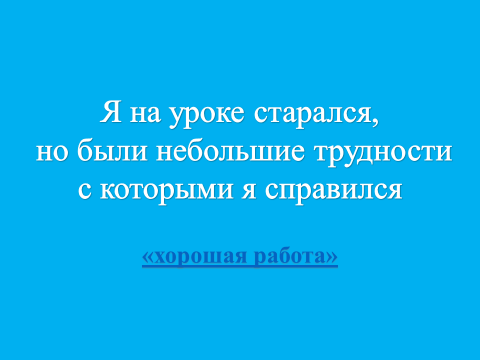 Я на уроке старался,
но были небольшие трудности
с которыми я справился
«хорошая работа»